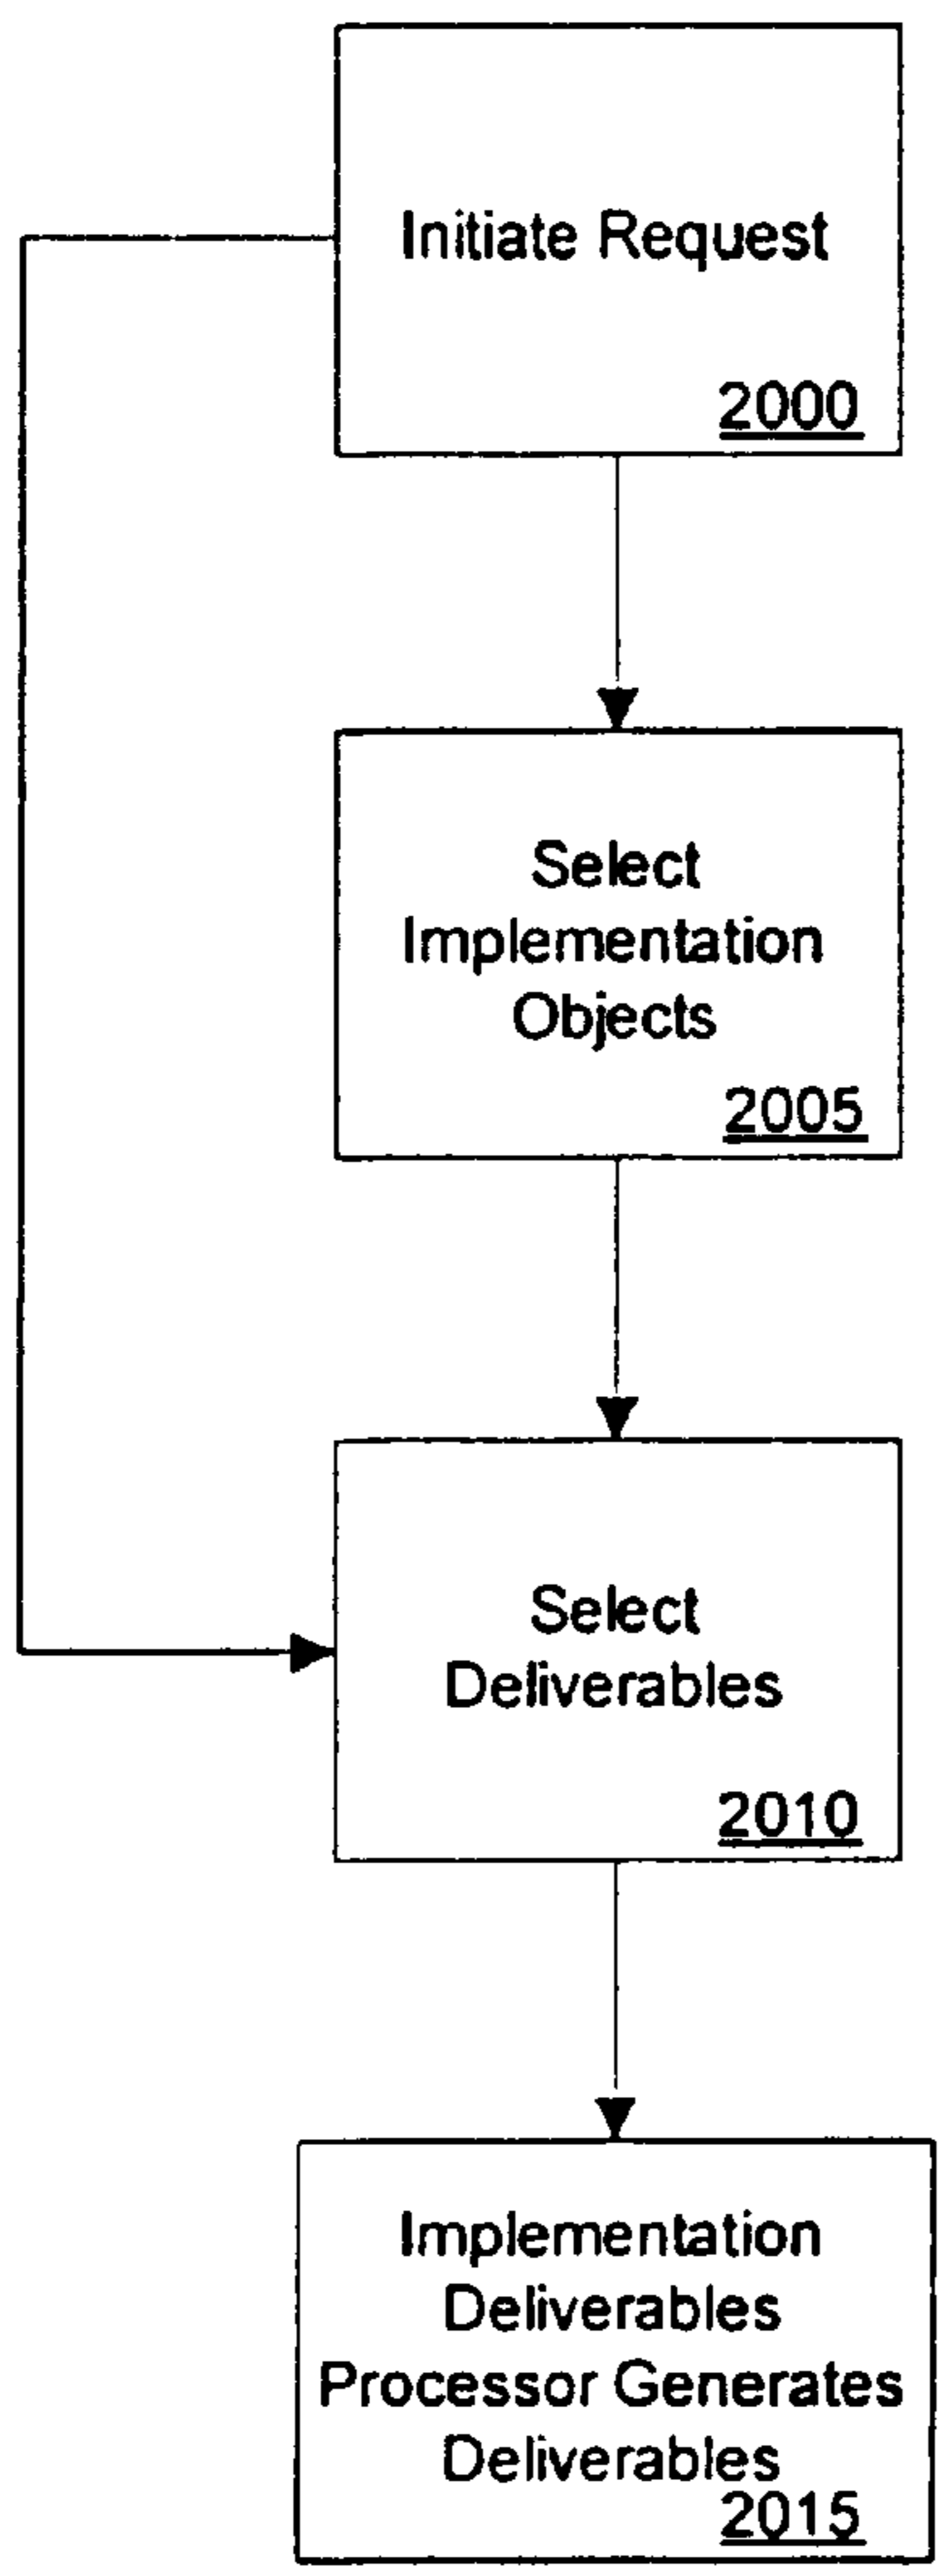 Initiate Request
2000
Select
Implementation
Objects
2005
Select
Deliverables
2010
Implementation
Deliverables
Processor Generates
Deliverables
2015